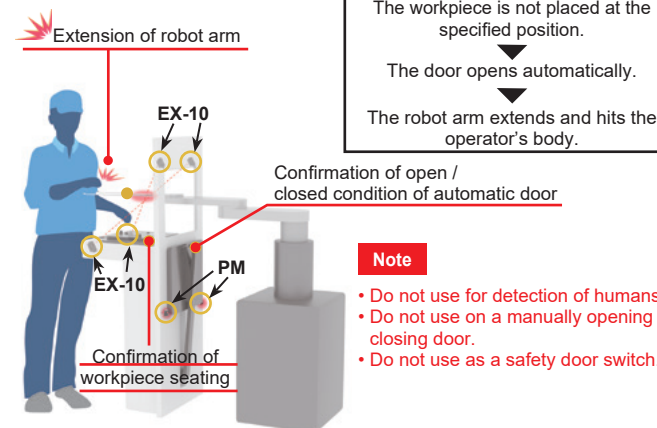 The workpiece is not placed at the
specified position.
The door opens automatically.
The robot arm extends and hits the
operator's body.
Extension of robot arm
EX-10
Confirmation of open /
closed condition of automatic door
EX-10
PM
Confirmation of
workpiece seating
Note
• Do not use for detection of humans
• Do not use on a manually opening
closing door.
• Do not use as a safety door switch